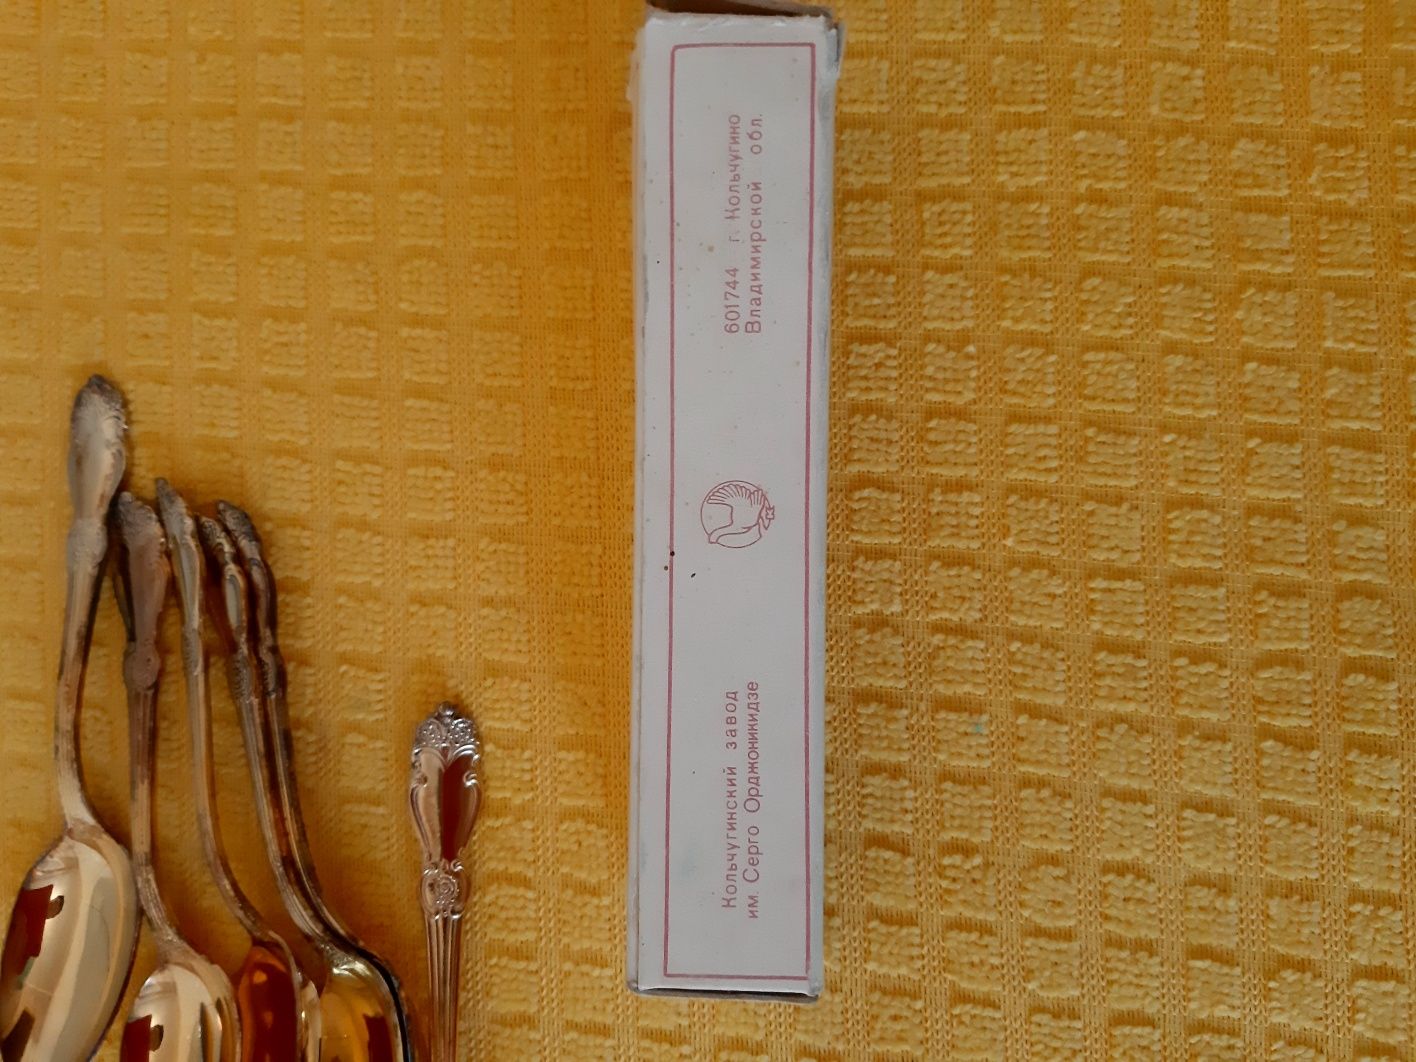 Кольчугинский завод
им. Серго Орджоникидзе
601744 г. Кольчугино
Владимирской обл.